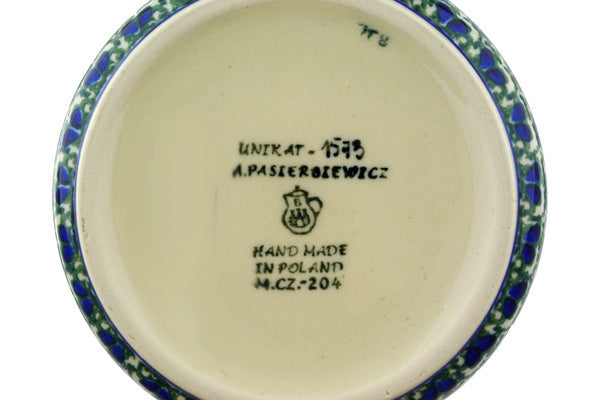 UNIKAT - 1573
A.PASIERBIEWICZ
B
HAND MADE
IN POLAND
M.CZ.-204